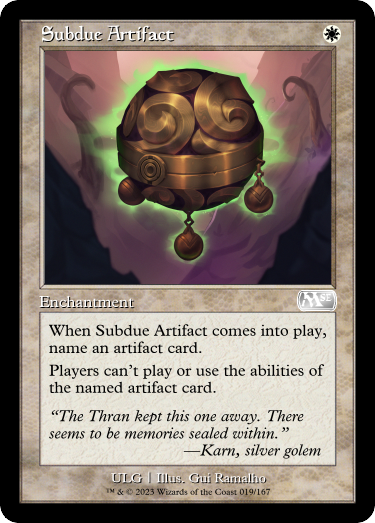 Subdue Artifact
Enchantment
MSE
When Subdue Artifact comes into play,
name an artifact card.
Players can't play or use the abilities of
the named artifact card.
"The Thran kept this one away. There
seems to be memories sealed within."
—Karn, silver golem
ULG | Illus. Gui Ramalho
™ & © 2023 Wizards of the Coast 019/167